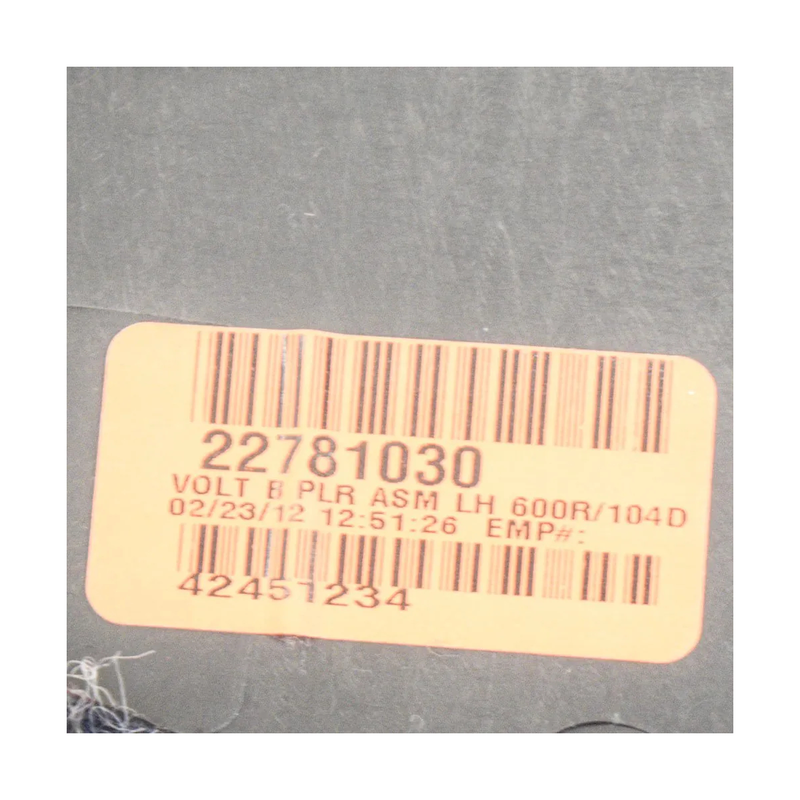 22781030
VOLT B PLR ASM LH 600R/104D
02/23/12 12:51:26 EMP#:
42451234